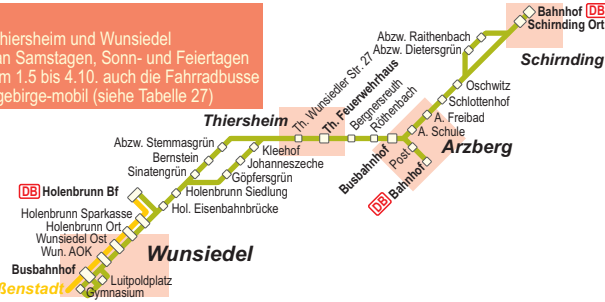 hiersheim und Wunsiedel
an Samstagen, Sonn- und Feiertagen
m 1.5 bis 4.10. auch die Fahrradbusse
gebirge-mobil (siehe Tabelle 27)
Bahnhof DB
Schirnding Ort
Schirnding
Abzw. Raithenbach
Abzw. Dietersgrün
Oschwitz
Schlottenhof
A. Freibad
A. Schule
Arzberg
Post
DB Bahnhof
Busbahnhof
Röthenbach
Bergnersreuth
Th. Feuerwehrhaus
Th. Wunsiedler Str. 27
Thiersheim
Abzw. Stemmasgrün
Bernstein
Sinatengrün
Kleehof
Johanneszeche
Göpfersgrün
Holenbrunn Siedlung
Hol. Eisenbahnbrücke
DB Holenbrunn Bf
Holenbrunn Sparkasse
Holenbrunn Ort
Wunsiedel Ost
Wun. AOK
Busbahnhof
Wunsiedel
Luitpoldplatz
Gymnasium
ßenstadt